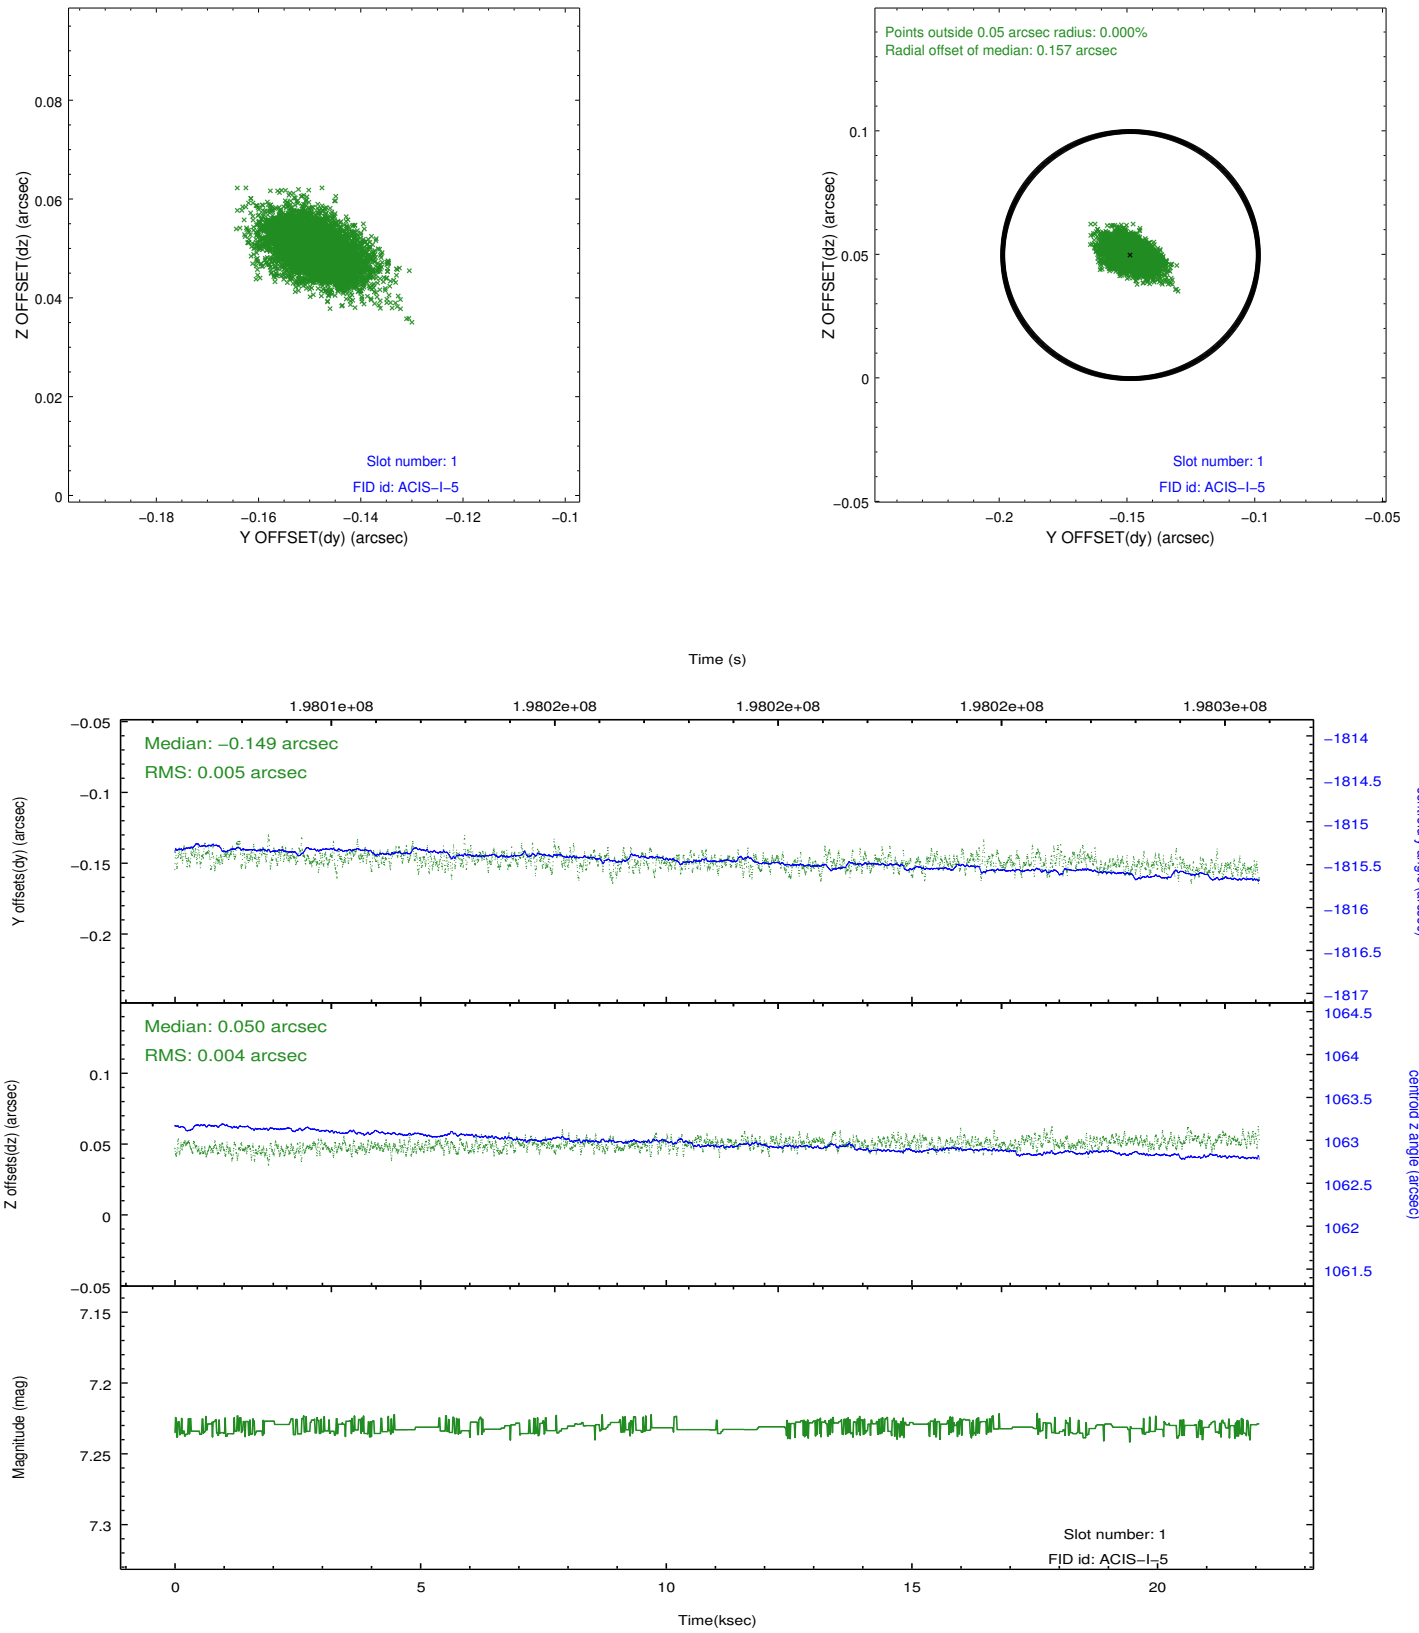 0.08
0.06
0.04
0.02
0
Z OFFSET(dz) (arcsec)
Slot number: 1
FID id: ACIS−I−5
−0.18 −0.16 −0.14 −0.12 −0.1
Y OFFSET(dy) (arcsec)
Points outside 0.05 arcsec radius: 0.000%
Radial offset of median: 0.157 arcsec
0.1
0.05
0
−0.05
Z OFFSET(dz) (arcsec)
Slot number: 1
FID id: ACIS−I−5
−0.2 −0.15 −0.1 −0.05
Y OFFSET(dy) (arcsec)
Time (s)
1.9801e+08 1.9802e+08 1.9802e+08 1.9802e+08 1.9803e+08
−0.05
−0.1
−0.15
−0.2
Y offsets(dy) (arcsec)
Median: −0.149 arcsec
RMS: 0.005 arcsec
−1814
−1814.5
−1815
−1815.5
−1816
−1816.5
−1817
0.1
0.05
0
−0.05
Z offsets(dz) (arcsec)
Median: 0.050 arcsec
RMS: 0.004 arcsec
1064.5
1064
1063.5
1063
1062.5
1062
1061.5
centroid z angle (arcsec)
7.15
7.2
7.25
7.3
Magnitude (mag)
Slot number: 1
FID id: ACIS−I−5
0 5 10 15 20
Time(ksec)